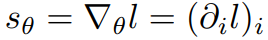 s_θ = ∇_θ l = (∂_i l)_i